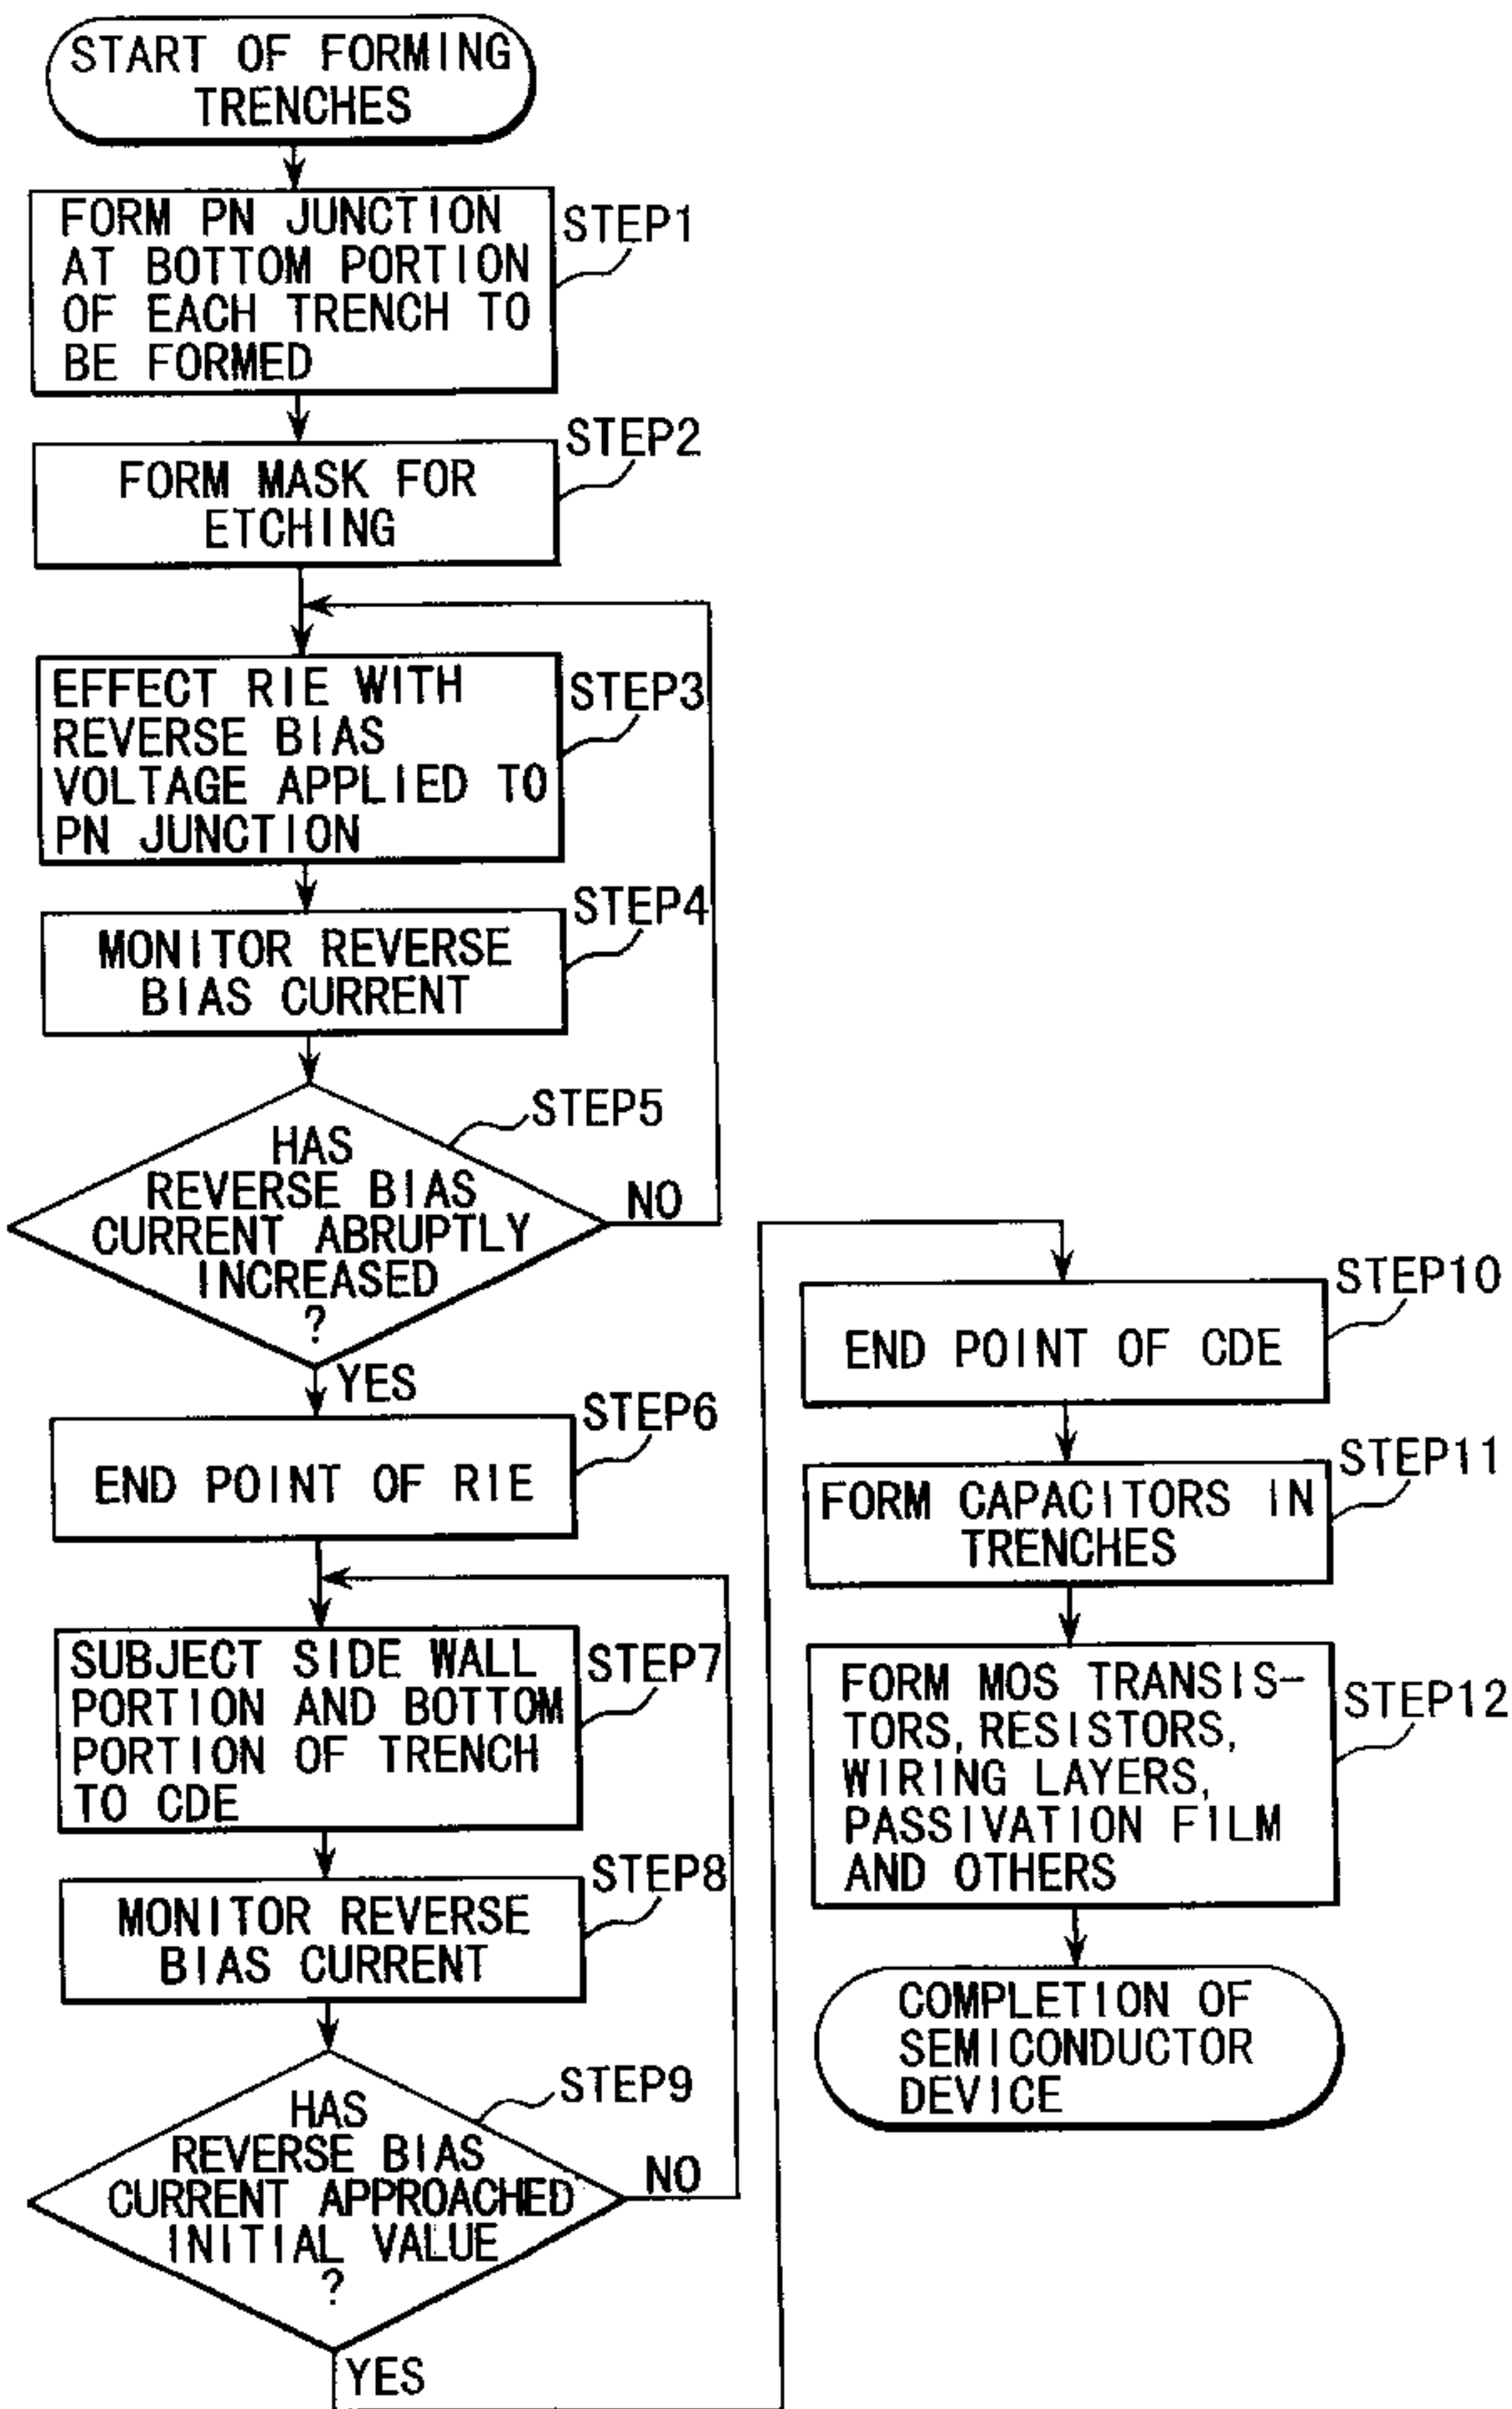 START OF FORMING
TRENCHES
FORM PN JUNCTION
AT BOTTOM PORTION
OF EACH TRENCH TO
BE FORMED
STEP1
FORM MASK FOR
ETCHING
STEP2
EFFECT RIE WITH
REVERSE BIAS
VOLTAGE APPLIED TO
PN JUNCTION
STEP3
MONITOR REVERSE
BIAS CURRENT
STEP4
HAS
REVERSE BIAS
CURRENT ABRUPTLY
INCREASED
?
STEP5
NO
YES
END POINT OF RIE
STEP6
SUBJECT SIDE WALL
PORTION AND BOTTOM
PORTION OF TRENCH
TO CDE
STEP7
MONITOR REVERSE
BIAS CURRENT
STEP8
HAS
REVERSE BIAS
CURRENT APPROACHED
INITIAL VALUE
?
STEP9
NO
YES
END POINT OF CDE
STEP10
FORM CAPACITORS IN
TRENCHES
STEP11
FORM MOS TRANSIS-
TORS, RESISTORS,
WIRING LAYERS,
PASSIVATION FILM
AND OTHERS
STEP12
COMPLETION OF
SEMICONDUCTOR
DEVICE